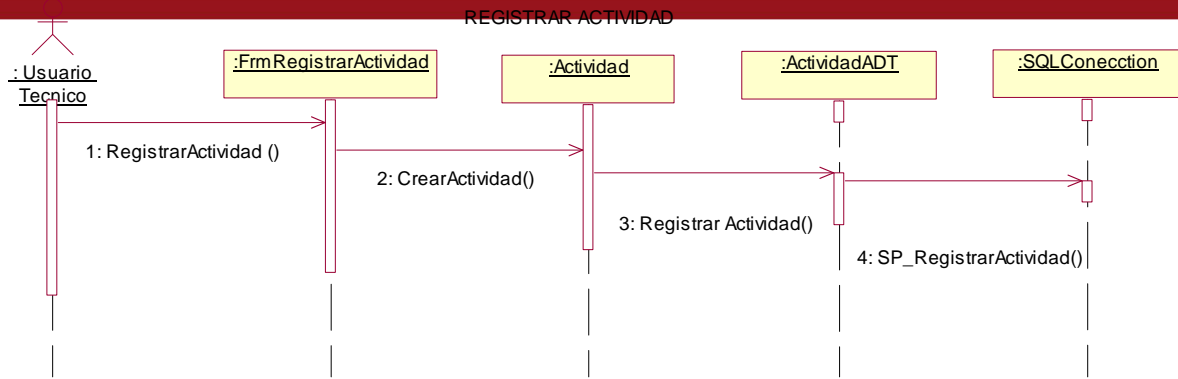 REGISTRAR ACTIVIDAD
: Usuario
Tecnico
:FrmRegistrarActividad
:Actividad
:ActividadADT
:SQLConecction
1: RegistrarActividad ()
2: CrearActividad()
3: Registrar Actividad()
4: SP_RegistrarActividad()